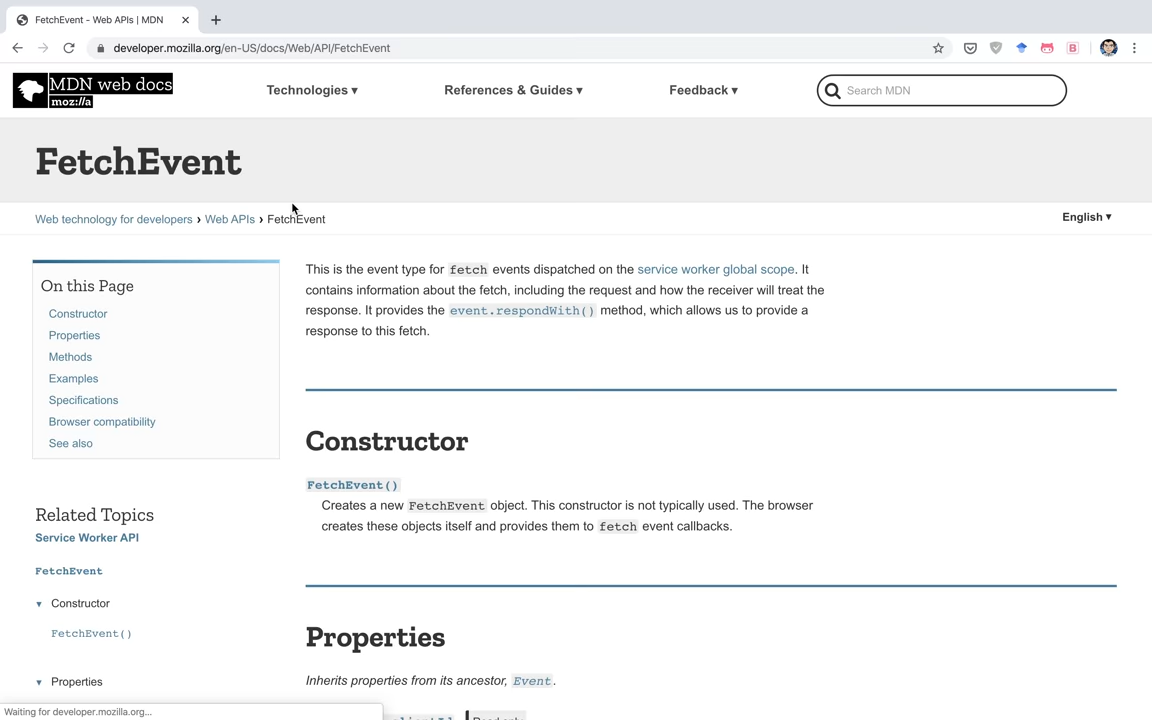 FetchEvent - Web APIs | MDN
developer.mozilla.org/en-US/docs/Web/API/FetchEvent
B
MDN web docs
moz://a
Technologies ▾
References & Guides ▾
Feedback ▾
Search MDN
FetchEvent
Web technology for developers › Web APIs › FetchEvent
English ▾
On this Page
Constructor
Properties
Methods
Examples
Specifications
Browser compatibility
See also
Related Topics
Service Worker API
FetchEvent
▾ Constructor
FetchEvent()
▾ Properties
This is the event type for fetch events dispatched on the service worker global scope. It
contains information about the fetch, including the request and how the receiver will treat the
response. It provides the event.respondWith() method, which allows us to provide a
response to this fetch.
Constructor
FetchEvent()
Creates a new FetchEvent object. This constructor is not typically used. The browser
creates these objects itself and provides them to fetch event callbacks.
Properties
Inherits properties from its ancestor, Event.
Waiting for developer.mozilla.org...